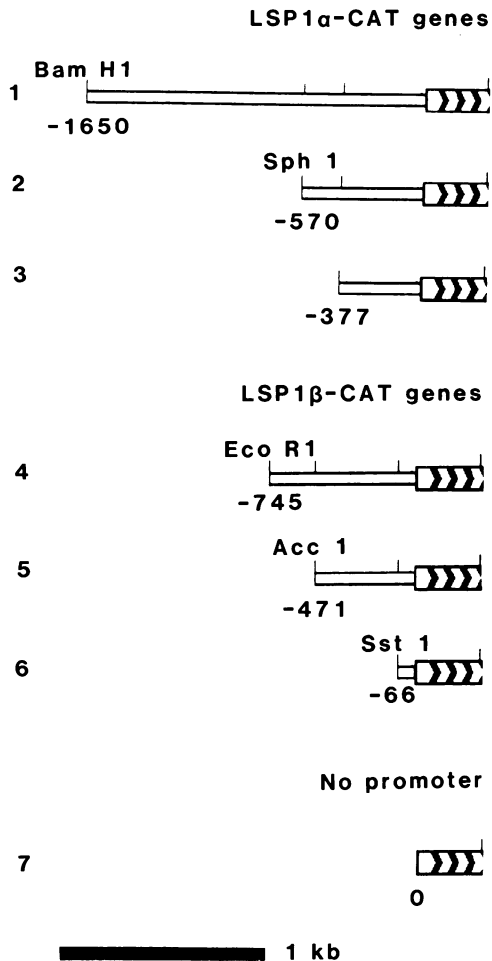 LSP1α-CAT genes
Bam H1
1
-1650
Sph 1
2
-570
3
-377
LSP1β-CAT genes
Eco R1
4
-745
Acc 1
5
-471
Sst 1
6
-66
No promoter
7
0
1 kb